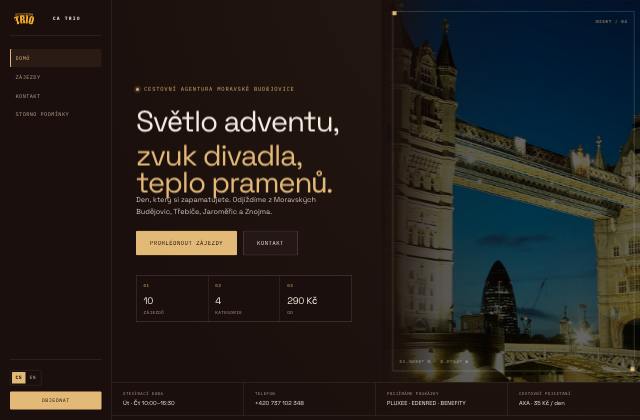 TRIO
CA TRIO
DOMŮ
ZÁJEZDY
KONTAKT
STORNO PODMÍNKY
CS EN
OBJEDNAT
CESTOVNÍ AGENTURA MORAVSKÉ BUDĚJOVICE
Světlo adventu,
zvuk divadla,
teplo pramenů.
Den, který si zapamatujete. Odjíždíme z Moravských
Budějovic, Třebíče, Jaroměřic a Znojma.
PROHLÉDNOUT ZÁJEZDY
KONTAKT
01
10
ZÁJEZDŮ
02
4
KATEGORIE
03
290 Kč
OD
OTEVÍRACÍ DOBA
Út - Čt 10:00–16:30
TELEFON
+420 737 102 348
PŘIJÍMÁME POUKÁZKY
PLUXEE · EDENRED · BENEFITY
CESTOVNÍ POJIŠTĚNÍ
AXA · 35 Kč / den